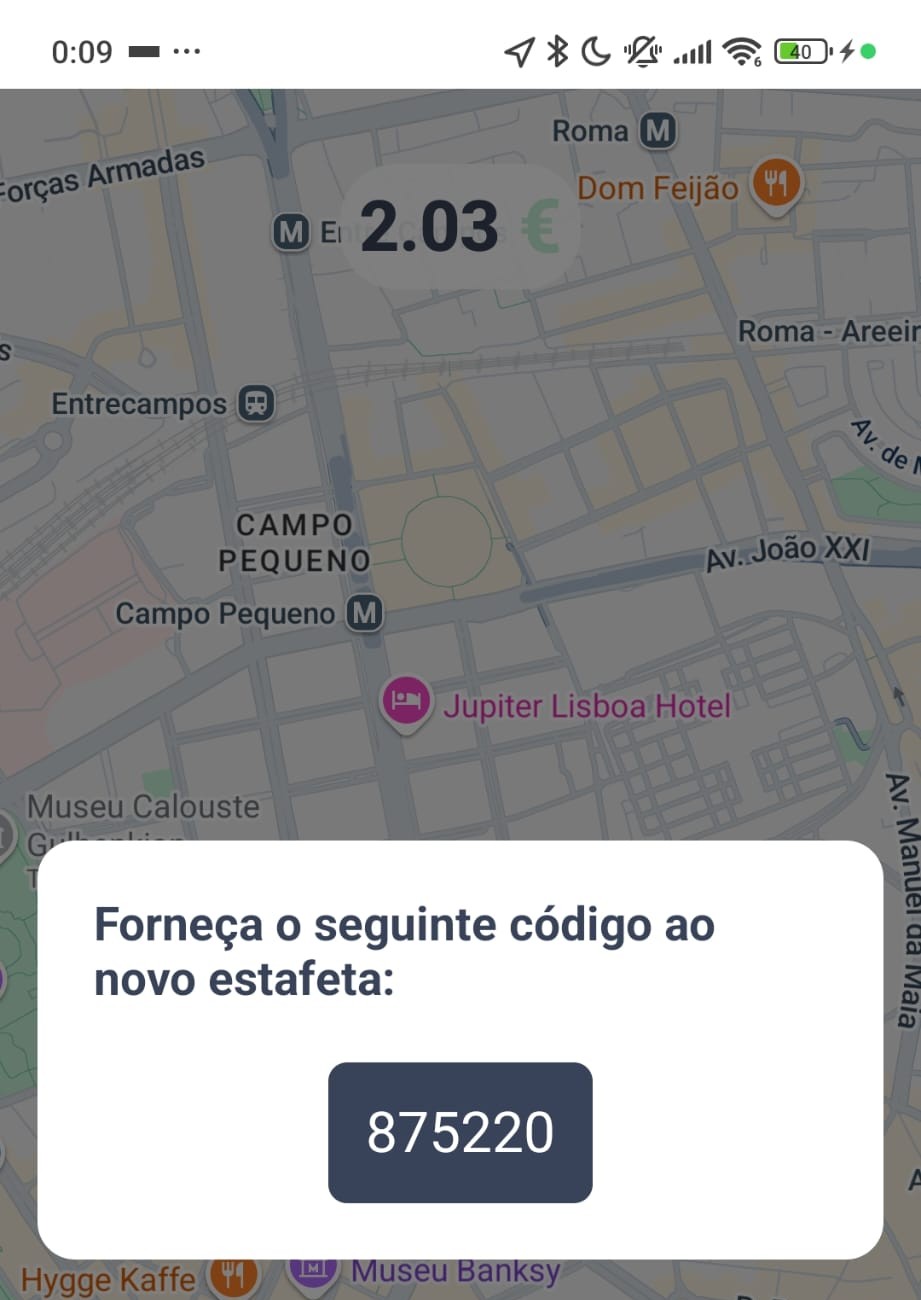 0:09
6
40
Roma M
Forças Armadas
Dom Feijão
M
2.03 €
Roma - Areeir
s
Entrecampos
Av. de M
CAMPO
PEQUENO
Av. João XXI
Campo Pequeno M
Jupiter Lisboa Hotel
Museu Calouste
Av. Manuel da Maia
Forneça o seguinte código ao
novo estafeta:
875220
Hygge Kaffe
Museu Banksy